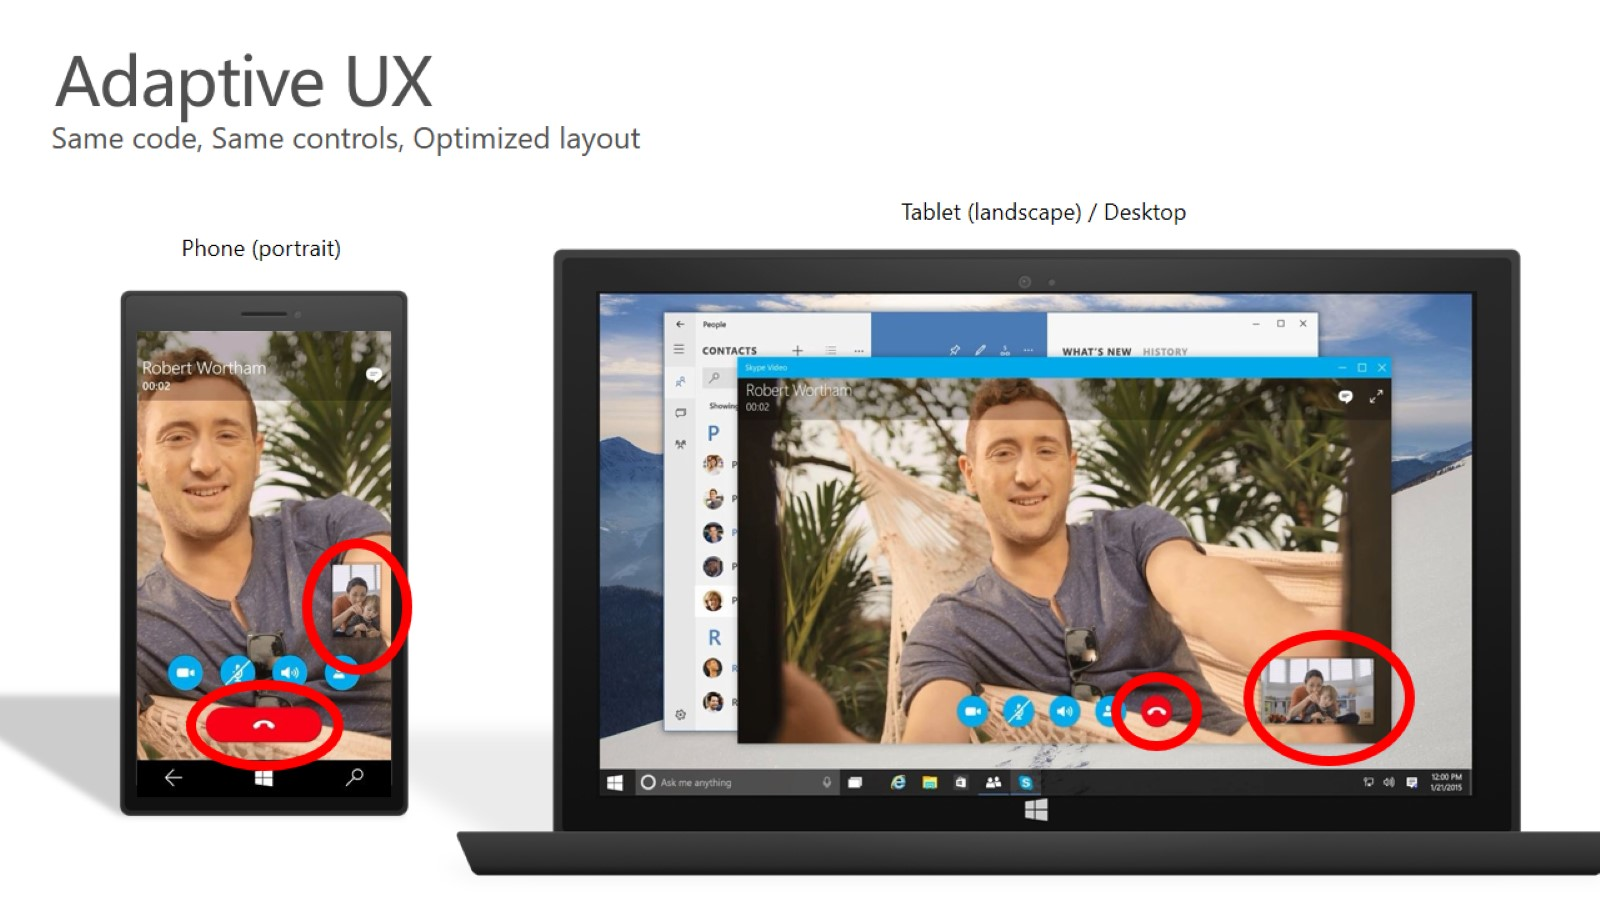 Adaptive UX
Same code, Same controls, Optimized layout
Phone (portrait)
Tablet (landscape) / Desktop
Robert Wortham
00:02
People
CONTACTS
WHAT'S NEW HISTORY
Skype Video
Robert Wortham
00:02
Showing
P
P
P
P
P
P
R
R
R
Ask me anything
12:00 PM
1/21/2015